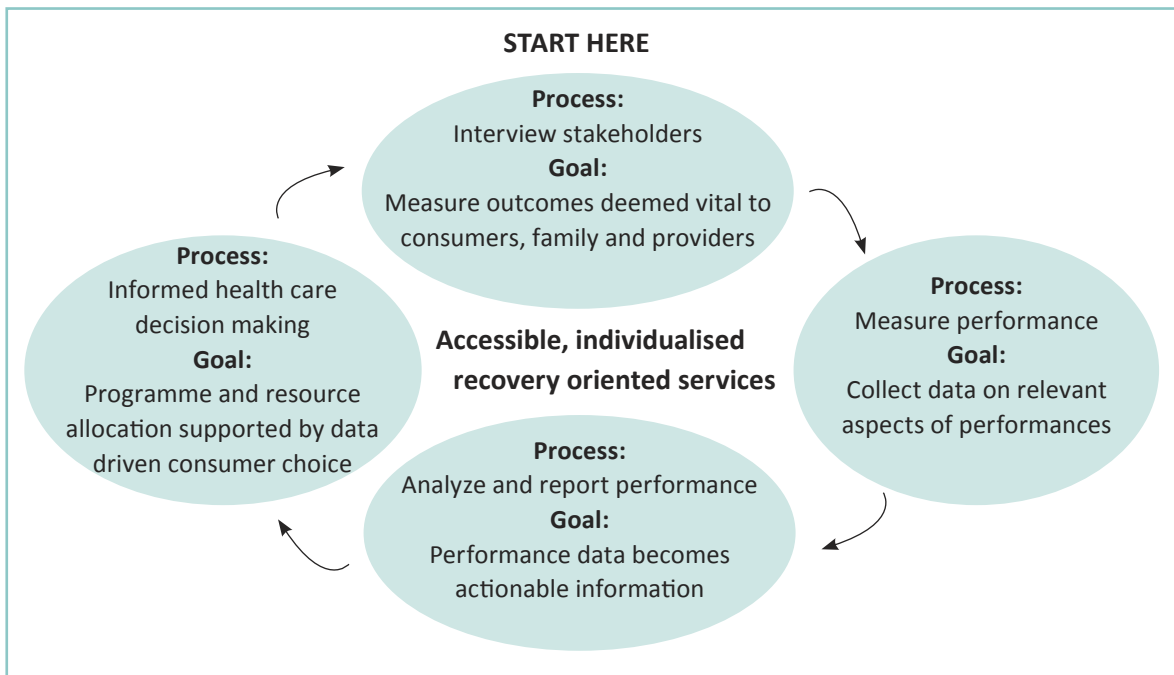 START HERE
Process:
Interview stakeholders
Goal:
Measure outcomes deemed vital to
consumers, family and providers
Process:
Measure performance
Goal:
Collect data on relevant
aspects of performances
Process:
Analyze and report performance
Goal:
Performance data becomes
actionable information
Process:
Informed health care
decision making
Goal:
Programme and resource
allocation supported by data
driven consumer choice
Accessible, individualised
recovery oriented services